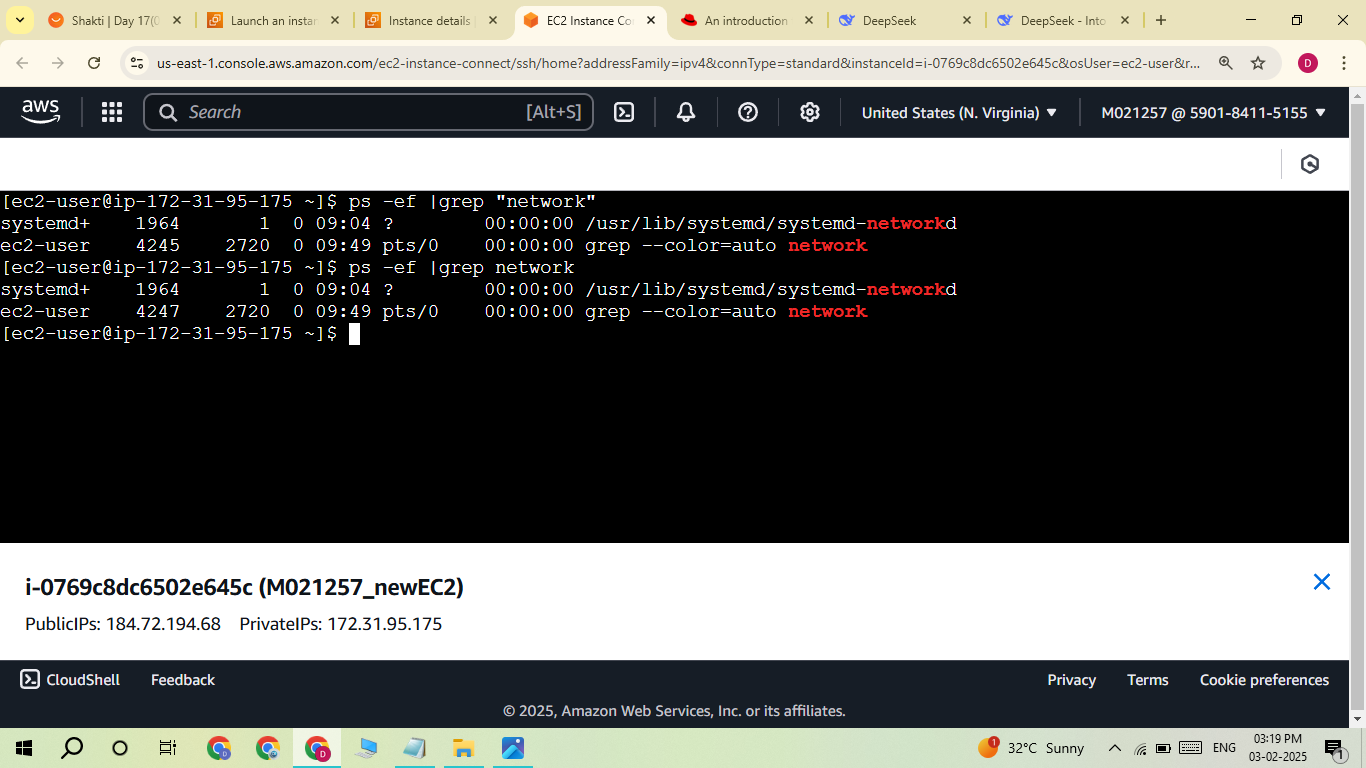 Shakti | Day 17(0
Launch an instan
Instance details
EC2 Instance Co
An introduction
DeepSeek
DeepSeek - Into
us-east-1.console.aws.amazon.com/ec2-instance-connect/ssh/home?addressFamily=ipv4&connType=standard&instanceId=i-0769c8dc6502e645c&osUser=ec2-user&r...
D
aws
Search
[Alt+S]
United States (N. Virginia)
M021257 @ 5901-8411-5155
[ec2-user@ip-172-31-95-175 ~]$ ps -ef |grep "network"
systemd+    1964       1  0 09:04 ?        00:00:00 /usr/lib/systemd/systemd-networkd
ec2-user    4245    2720  0 09:49 pts/0    00:00:00 grep --color=auto network
[ec2-user@ip-172-31-95-175 ~]$ ps -ef |grep network
systemd+    1964       1  0 09:04 ?        00:00:00 /usr/lib/systemd/systemd-networkd
ec2-user    4247    2720  0 09:49 pts/0    00:00:00 grep --color=auto network
[ec2-user@ip-172-31-95-175 ~]$
i-0769c8dc6502e645c (M021257_newEC2)
PublicIPs: 184.72.194.68    PrivateIPs: 172.31.95.175
CloudShell
Feedback
Privacy
Terms
Cookie preferences
© 2025, Amazon Web Services, Inc. or its affiliates.
1
32°C Sunny
ENG
03:19 PM
03-02-2025
1